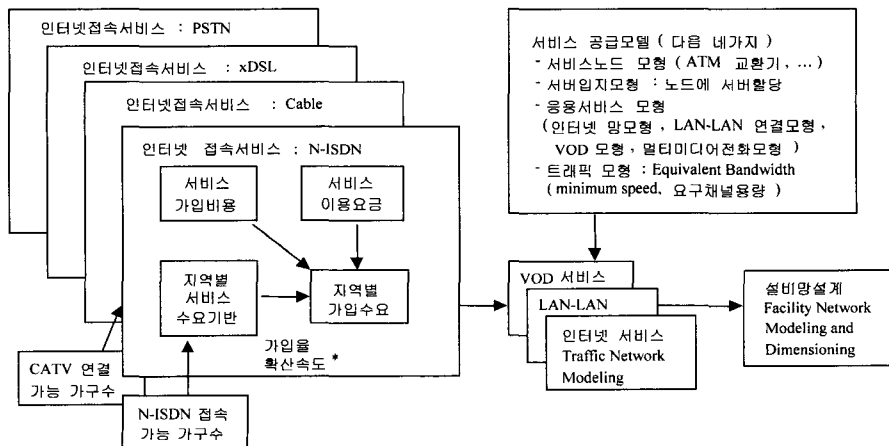 인터넷접속서비스 : PSTN
인터넷접속서비스 : xDSL
인터넷접속서비스 : Cable
인터넷 접속서비스 : N-ISDN
서비스
가입비용
서비스
이용요금
지역별
서비스
수요기반
지역별
가입수요
가입율
확산속도 *
CATV 연결
가능 가구수
N-ISDN 접속
가능 가구수
서비스 공급모델 ( 다음 네가지 )
- 서비스노드 모형 ( ATM 교환기, ... )
- 서버입지모형 : 노드에 서버할당
- 응용서비스 모형
( 인터넷 망모형 , LAN-LAN 연결모형 ,
VOD 모형, 멀티미디어전화모형 )
- 트래픽 모형 : Equivalent Bandwidth
( minimum speed, 요구채널용량 )
VOD 서비스
LAN-LAN
인터넷 서비스
Traffic Network
Modeling
설비망설계
Facility Network
Modeling and
Dimensioning